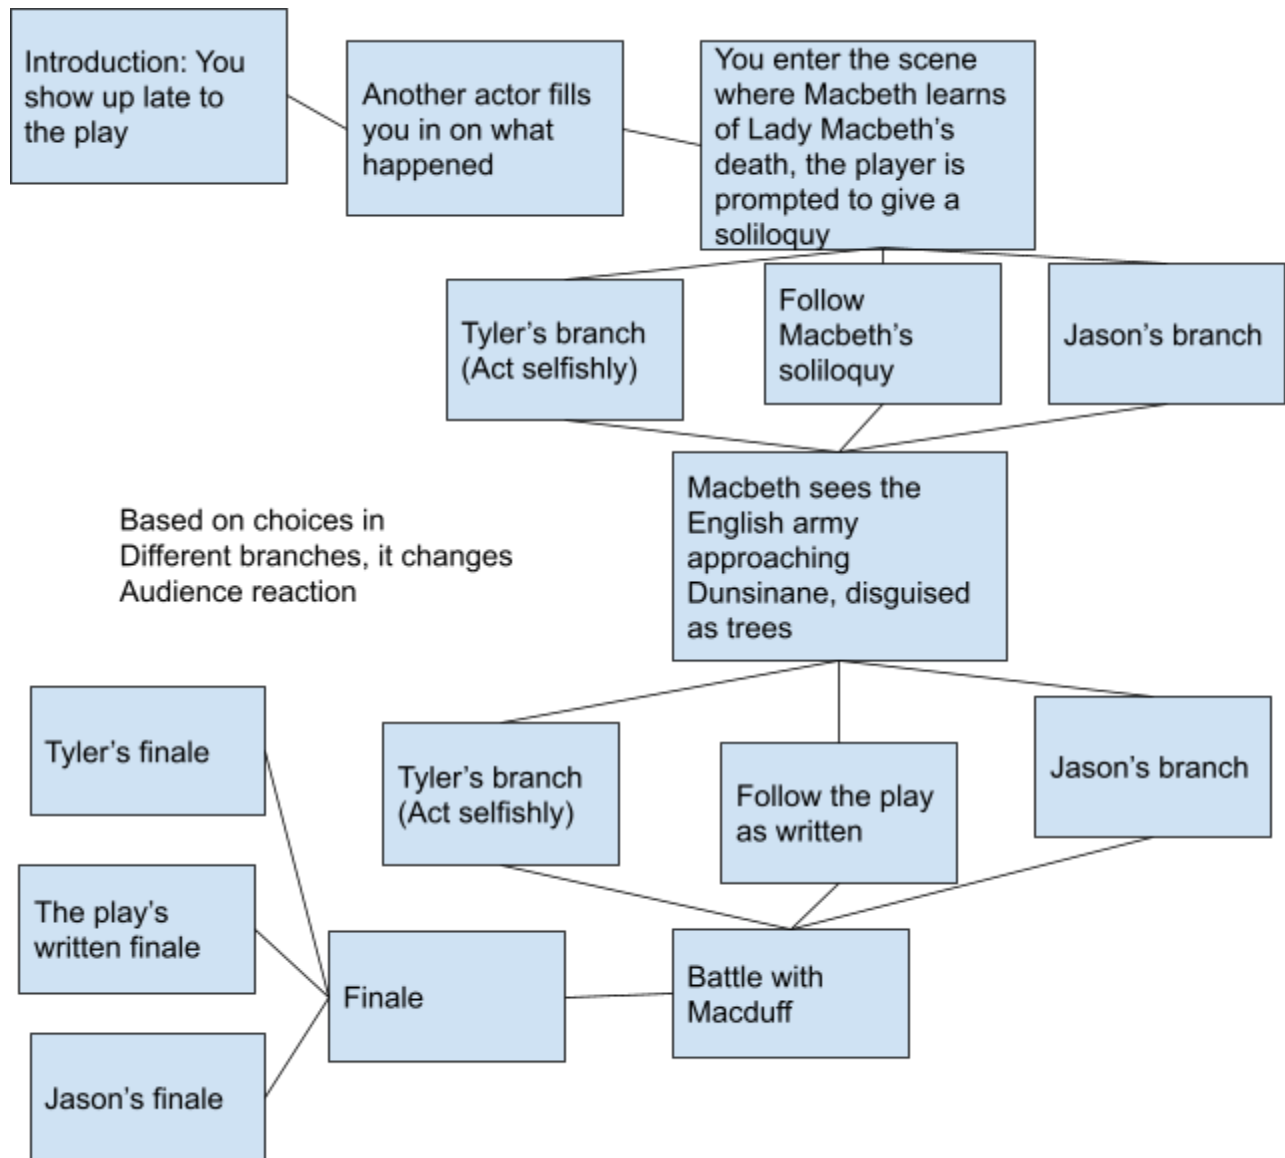 Introduction: You
show up late to
the play
Another actor fills
you in on what
happened
You enter the scene
where Macbeth learns
of Lady Macbeth’s
death, the player is
prompted to give a
soliloquy
Tyler’s branch
(Act selfishly)
Follow
Macbeth’s
soliloquy
Jason’s branch
Macbeth sees the
English army
approaching
Dunsinane, disguised
as trees
Based on choices in
Different branches, it changes
Audience reaction
Tyler’s branch
(Act selfishly)
Follow the play
as written
Jason’s branch
Battle with
Macduff
Finale
Tyler’s finale
The play’s
written finale
Jason’s finale